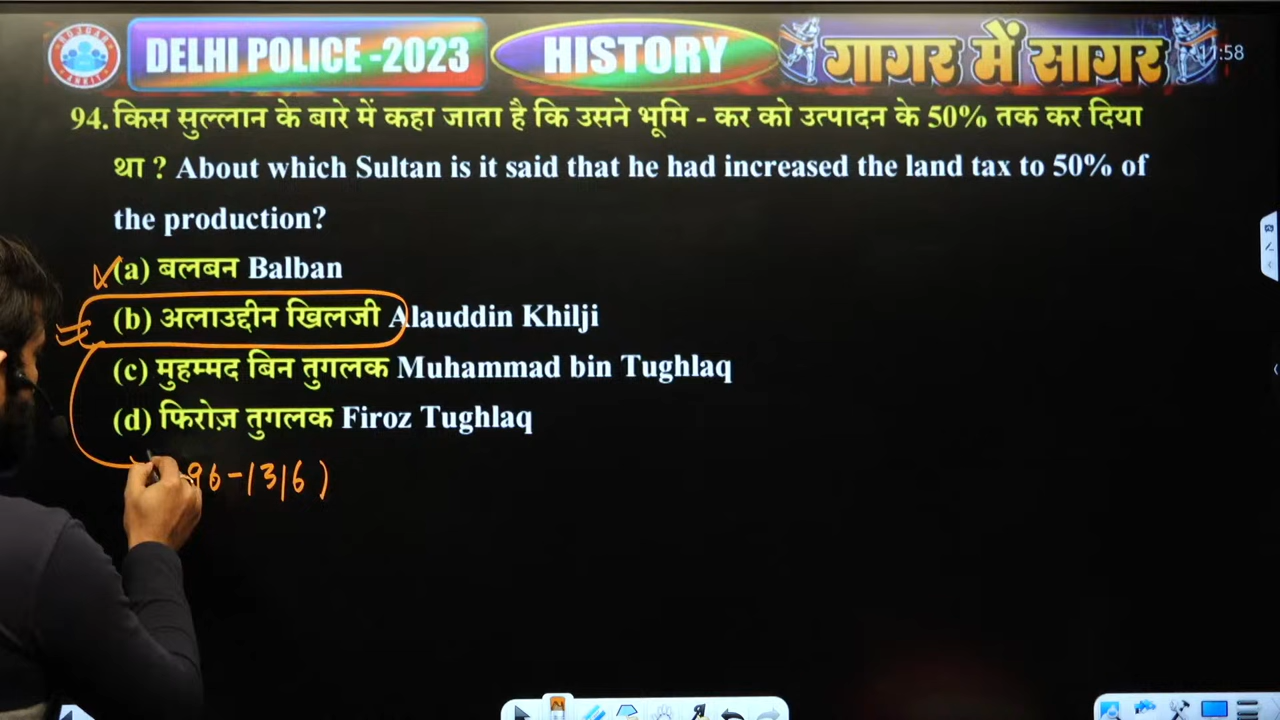 ROJGAR
ANKIT
DELHI POLICE -2023
HISTORY
गागर में सागर
:58
94. किस सुल्लान के बारे में कहा जाता है कि उसने भूमि - कर को उत्पादन के 50% तक कर दिया
था ? About which Sultan is it said that he had increased the land tax to 50% of
the production?
(a) बलबन Balban
(b) अलाउद्दीन खिलजी Alauddin Khilji
(c) मुहम्मद बिन तुगलक Muhammad bin Tughlaq
(d) फिरोज़ तुगलक Firoz Tughlaq
96-1316)